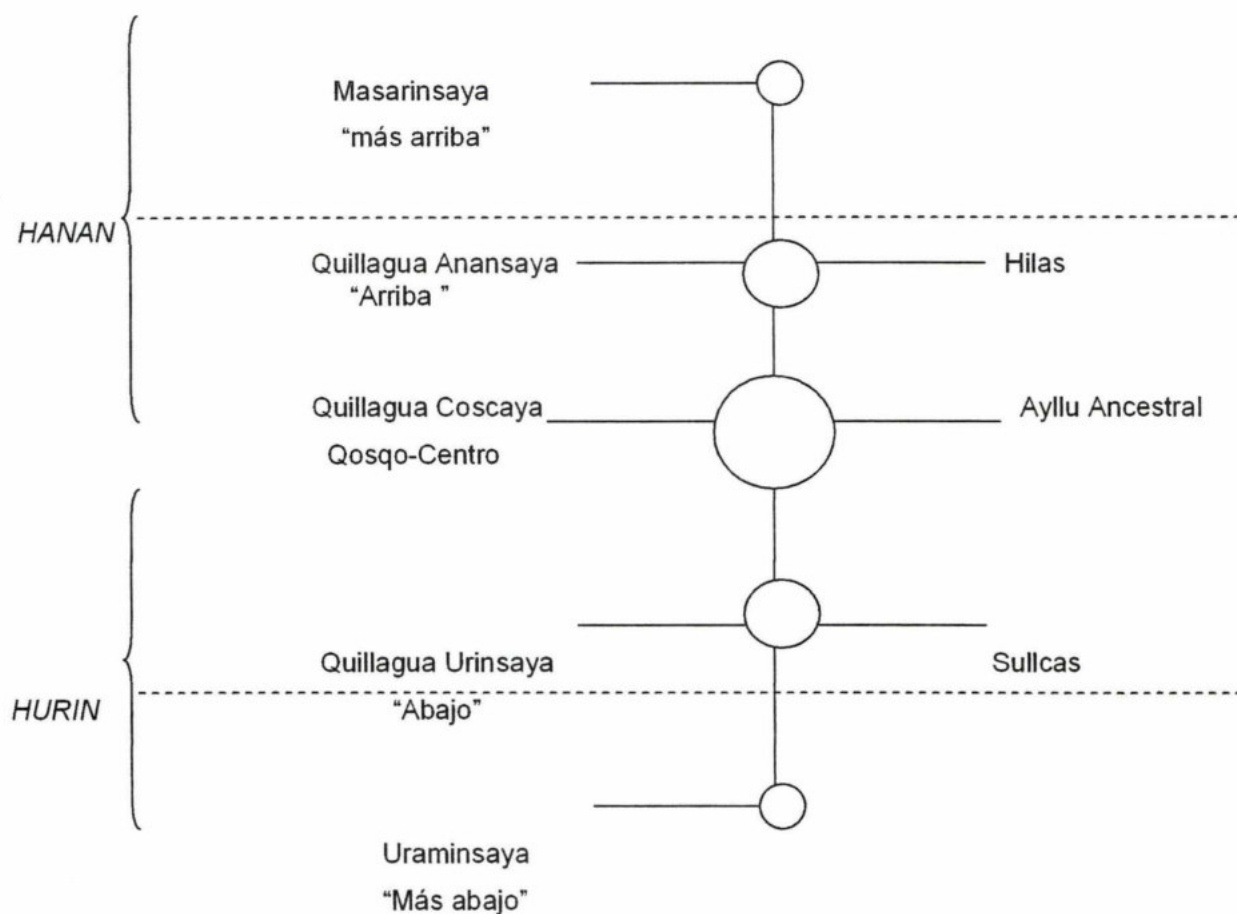 Masarinsaya
“más arriba”
HANAN
Quillagua Anansaya
“Arriba ”
Hilas
Quillagua Coscaya
Qosqo-Centro
Ayllu Ancestral
Quillagua Urinsaya
“Abajo”
Sullcas
HURIN
Uraminsaya
“Más abajo”